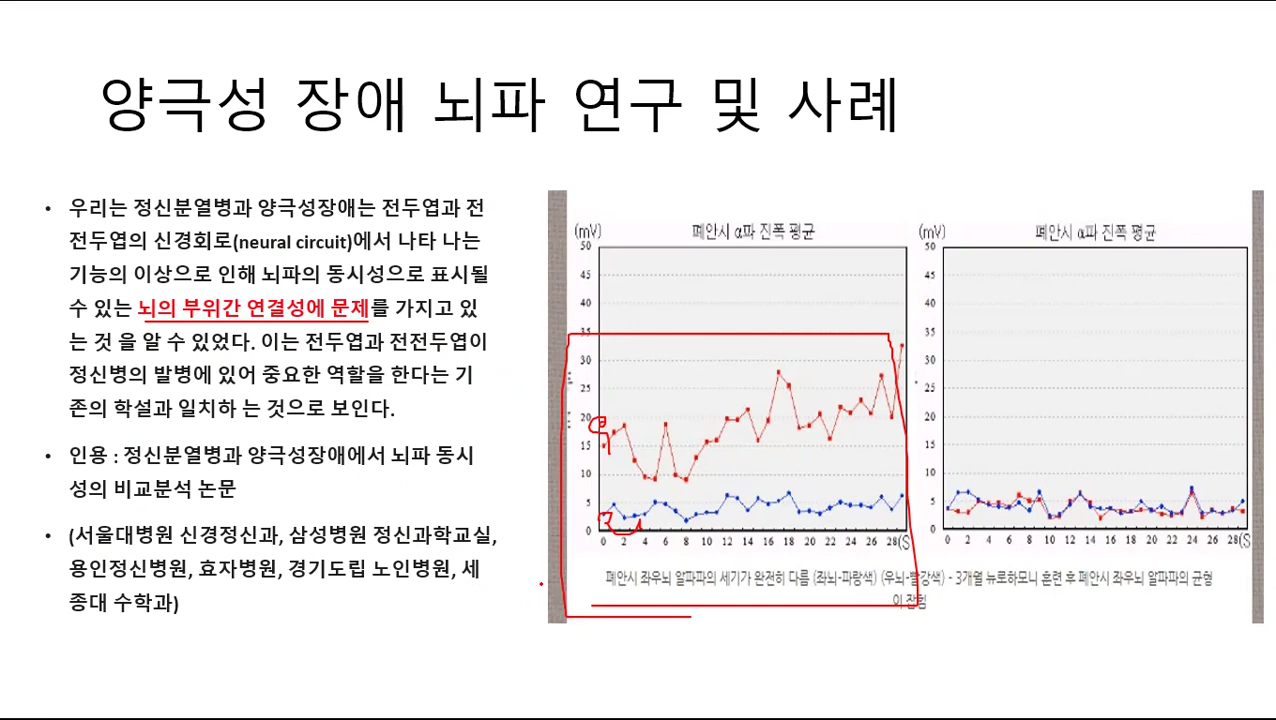 양극성 장애 뇌파 연구 및 사례
• 우리는 정신분열병과 양극성장애는 전두엽과 전
전두엽의 신경회로(neural circuit)에서 나타 나는
기능의 이상으로 인해 뇌파의 동시성으로 표시될
수 있는 뇌의 부위간 연결성에 문제를 가지고 있
는 것 을 알 수 있었다. 이는 전두엽과 전전두엽이
정신병의 발병에 있어 중요한 역할을 한다는 기
존의 학설과 일치하 는 것으로 보인다.
• 인용 : 정신분열병과 양극성장애에서 뇌파 동시
성의 비교분석 논문
• (서울대병원 신경정신과, 삼성병원 정신과학교실,
용인정신병원, 효자병원, 경기도립 노인병원, 세
종대 수학과)
(mV) 폐안시 α파 진폭 평균
50
45
40
35
30
25
20
15
10
5
0
0 2 4 6 8 10 12 14 16 18 20 22 24 26 28(S
(mV) 폐안시 α파 진폭 평균
50
45
40
35
30
25
20
15
10
5
0
0 2 4 6 8 10 12 14 16 18 20 22 24 26 28(S
폐안시 좌우뇌 알파파의 세기가 완전히 다름 (좌뇌-파랑색) (우뇌-빨강색) - 3개월 뉴로하모니 훈련 후 폐안시 좌우뇌 알파파의 균형
이 잡힘